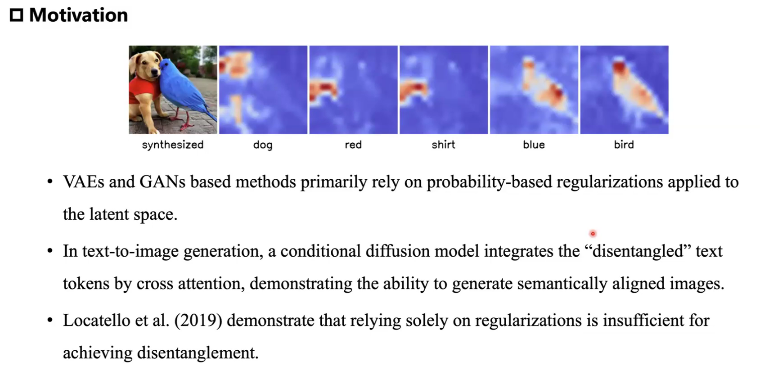 Motivation
synthesized dog red shirt blue bird
• VAEs and GANs based methods primarily rely on probability-based regularizations applied to
the latent space.
• In text-to-image generation, a conditional diffusion model integrates the “disentangled” text
tokens by cross attention, demonstrating the ability to generate semantically aligned images.
• Locatello et al. (2019) demonstrate that relying solely on regularizations is insufficient for
achieving disentanglement.